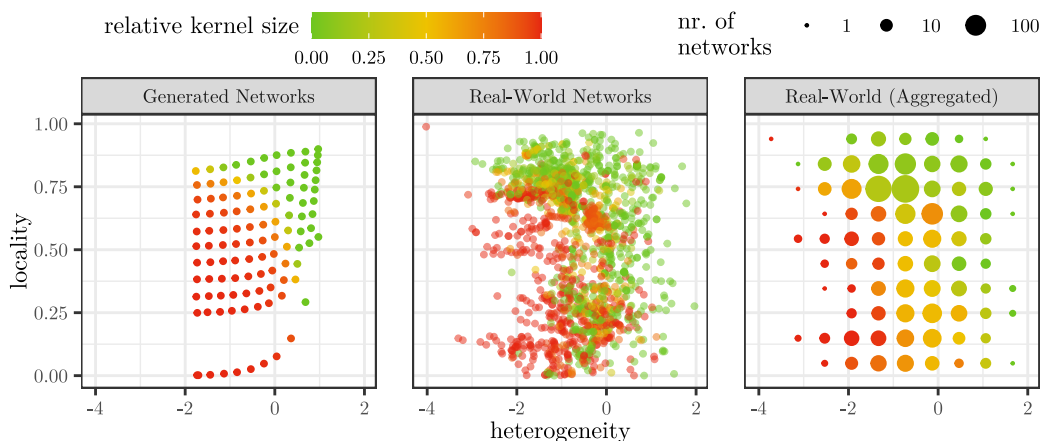 relative kernel size
0.00 0.25 0.50 0.75 1.00
nr. of
networks
1 10 100
Generated Networks
Real-World Networks
Real-World (Aggregated)
locality
1.00
0.75
0.50
0.25
0.00
-4 -2 0 2
-4 -2 0 2
-4 -2 0 2
heterogeneity